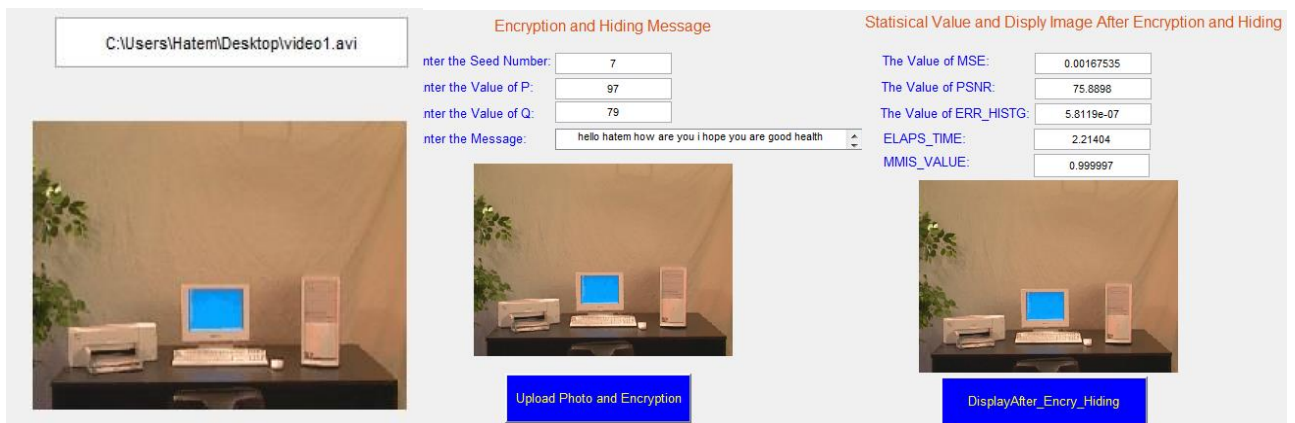 C:\Users\Hatem\Desktop\video1.avi
Encryption and Hiding Message
nter the Seed Number: 7
nter the Value of P: 97
nter the Value of Q: 79
nter the Message: hello hatem how are you i hope you are good health
Upload Photo and Encryption
Statisical Value and Disply Image After Encryption and Hiding
The Value of MSE: 0.00167535
The Value of PSNR: 75.8898
The Value of ERR_HISTG: 5.8119e-07
ELAPS_TIME: 2.21404
MMIS_VALUE: 0.999997
DisplayAfter_Encry_Hiding